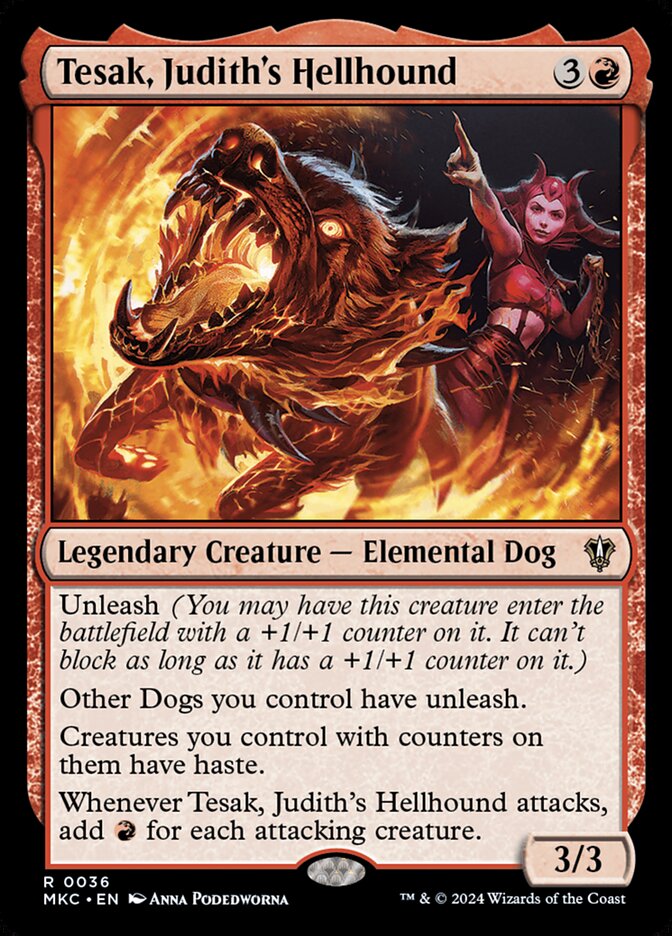 Tesak, Judith's Hellhound 3
Legendary Creature — Elemental Dog
Unleash (You may have this creature enter the
battlefield with a +1/+1 counter on it. It can't
block as long as it has a +1/+1 counter on it.)
Other Dogs you control have unleash.
Creatures you control with counters on
them have haste.
Whenever Tesak, Judith's Hellhound attacks,
add for each attacking creature.
3/3
R 0036
MKC • EN Anna Podedworna
™ & © 2024 Wizards of the Coast